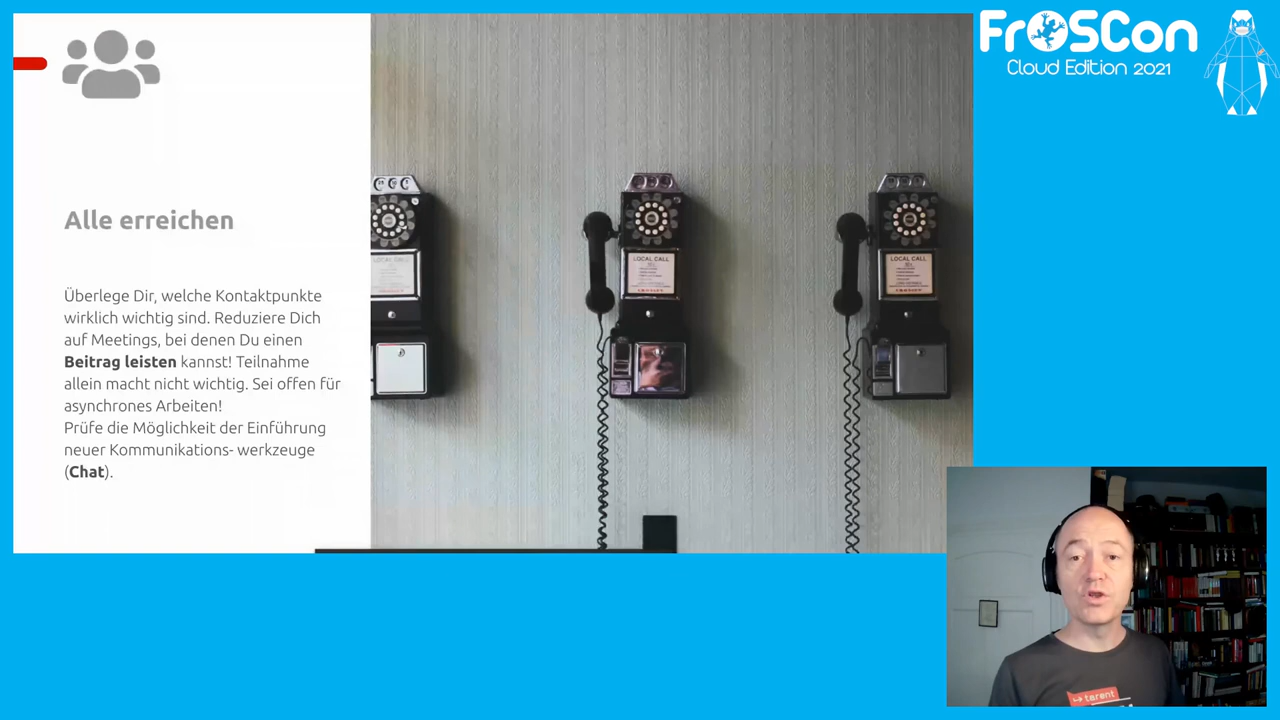 FrOSCon
Cloud Edition 2021
Alle erreichen
Überlege Dir, welche Kontaktpunkte
wirklich wichtig sind. Reduziere Dich
auf Meetings, bei denen Du einen
Beitrag leisten kannst! Teilnahme
allein macht nicht wichtig. Sei offen für
asynchrones Arbeiten!
Prüfe die Möglichkeit der Einführung
neuer Kommunikations- werkzeuge
(Chat).
LOCAL CALL
LOCAL CALL
LOCAL CALL
tarent